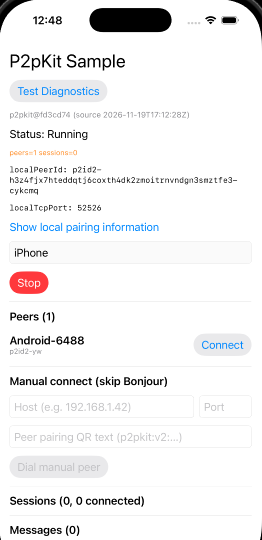 12:48
P2pKit Sample
Test Diagnostics
p2pkit@fd3cd74 (source 2026-11-19T17:12:28Z)
Status: Running
peers=1 sessions=0
localPeerId: p2id2-
h3z4fjx7hteddqtj6coxth4dk2zmoitrnvndgn3smztfe3-
cykcmq
localTcpPort: 52526
Show local pairing information
iPhone
Stop
Peers (1)
Android-6488
p2id2-yw
Connect
Manual connect (skip Bonjour)
Host (e.g. 192.168.1.42)
Port
Peer pairing QR text (p2pkit:v2:...)
Dial manual peer
Sessions (0, 0 connected)
Messages (0)